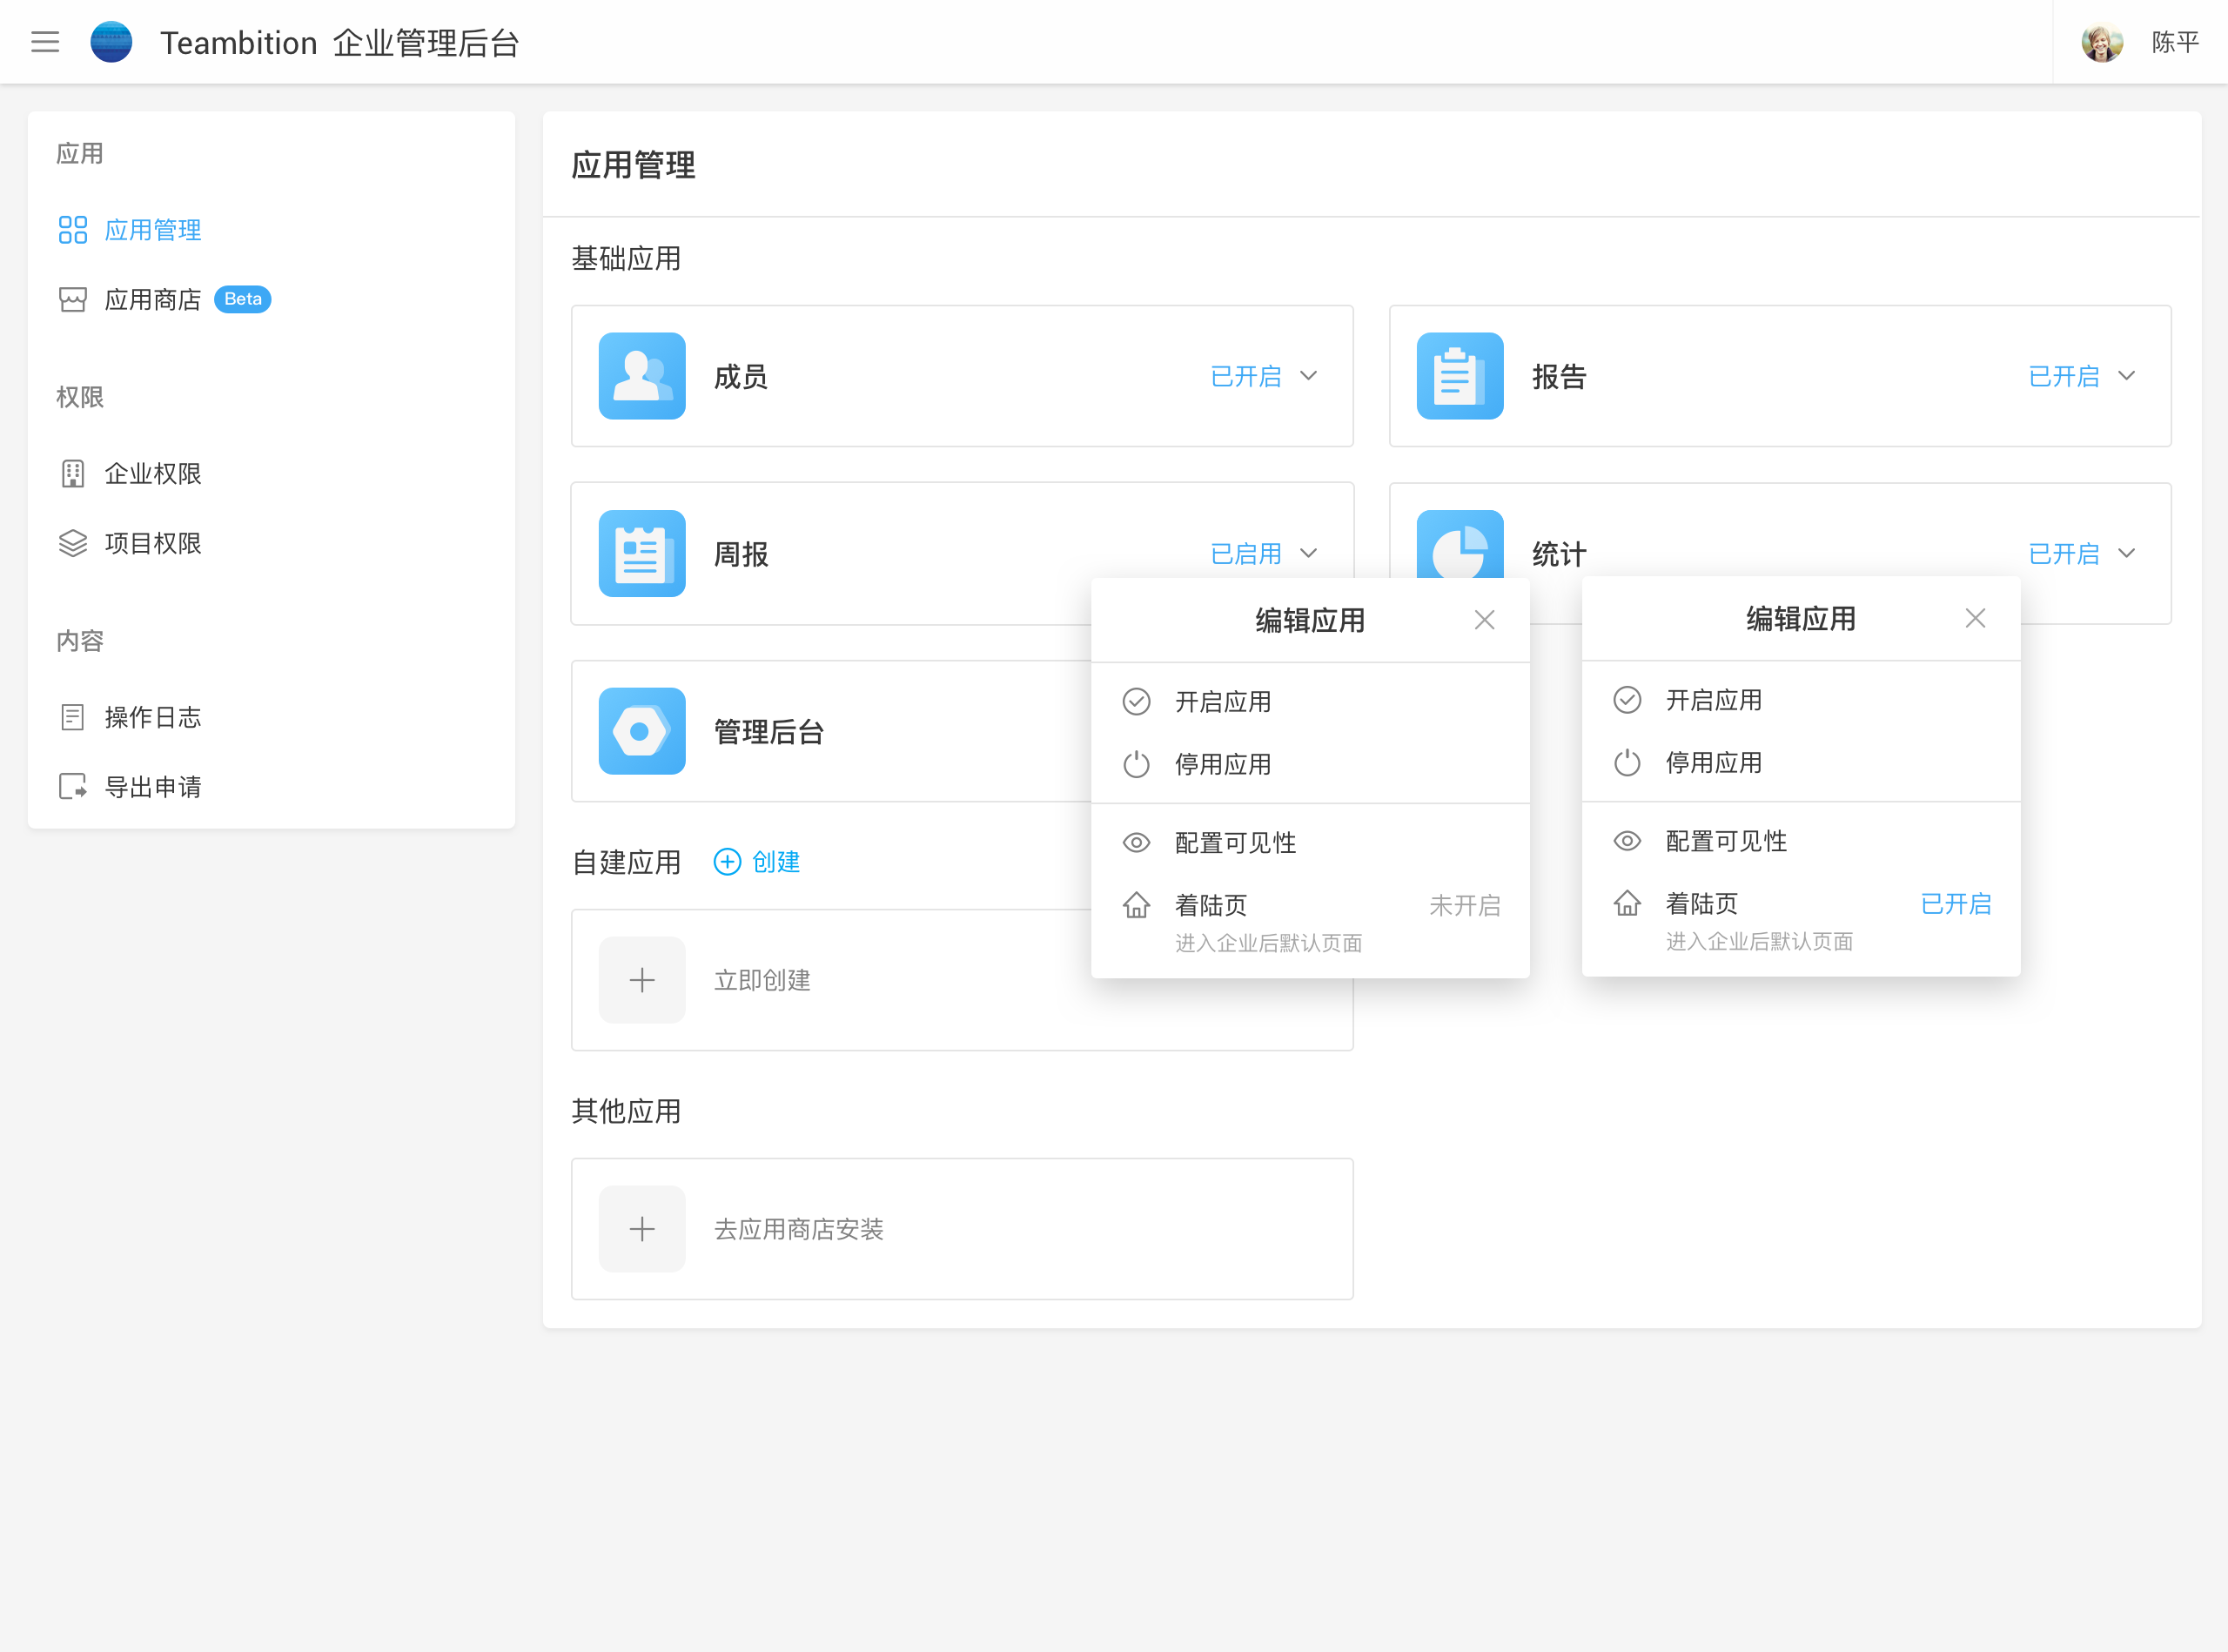 Teambition 企业管理后台
陈平
应用
应用管理
应用商店 Beta
权限
企业权限
项目权限
内容
操作日志
导出申请
应用管理
基础应用
成员 已开启
报告 已开启
周报 已启用
统计 已开启
管理后台
编辑应用
开启应用
停用应用
配置可见性
着陆页 未开启
进入企业后默认页面
编辑应用
开启应用
停用应用
配置可见性
着陆页 已开启
进入企业后默认页面
自建应用 创建
立即创建
其他应用
去应用商店安装